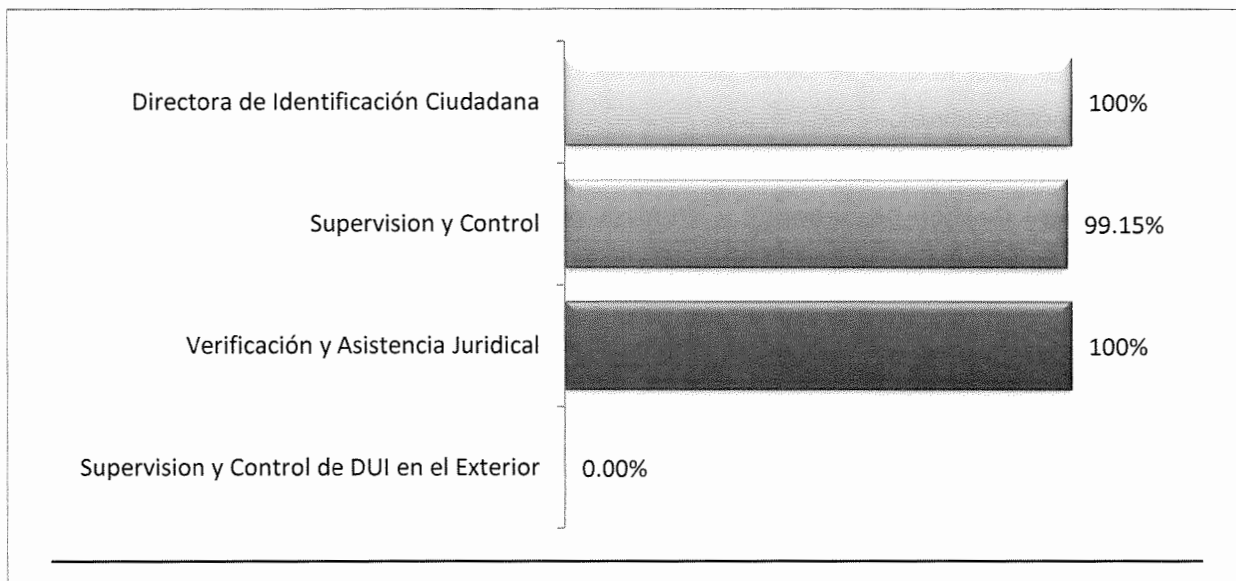 Directora de Identificación Ciudadana 100%
Supervision y Control 99.15%
Verificación y Asistencia Juridical 100%
Supervision y Control de DUI en el Exterior 0.00%